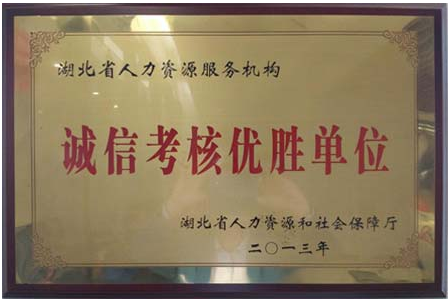 湖北省人力资源服务机构
诚信考核优胜单位
湖北省人力资源和社会保障厅
二〇一三年